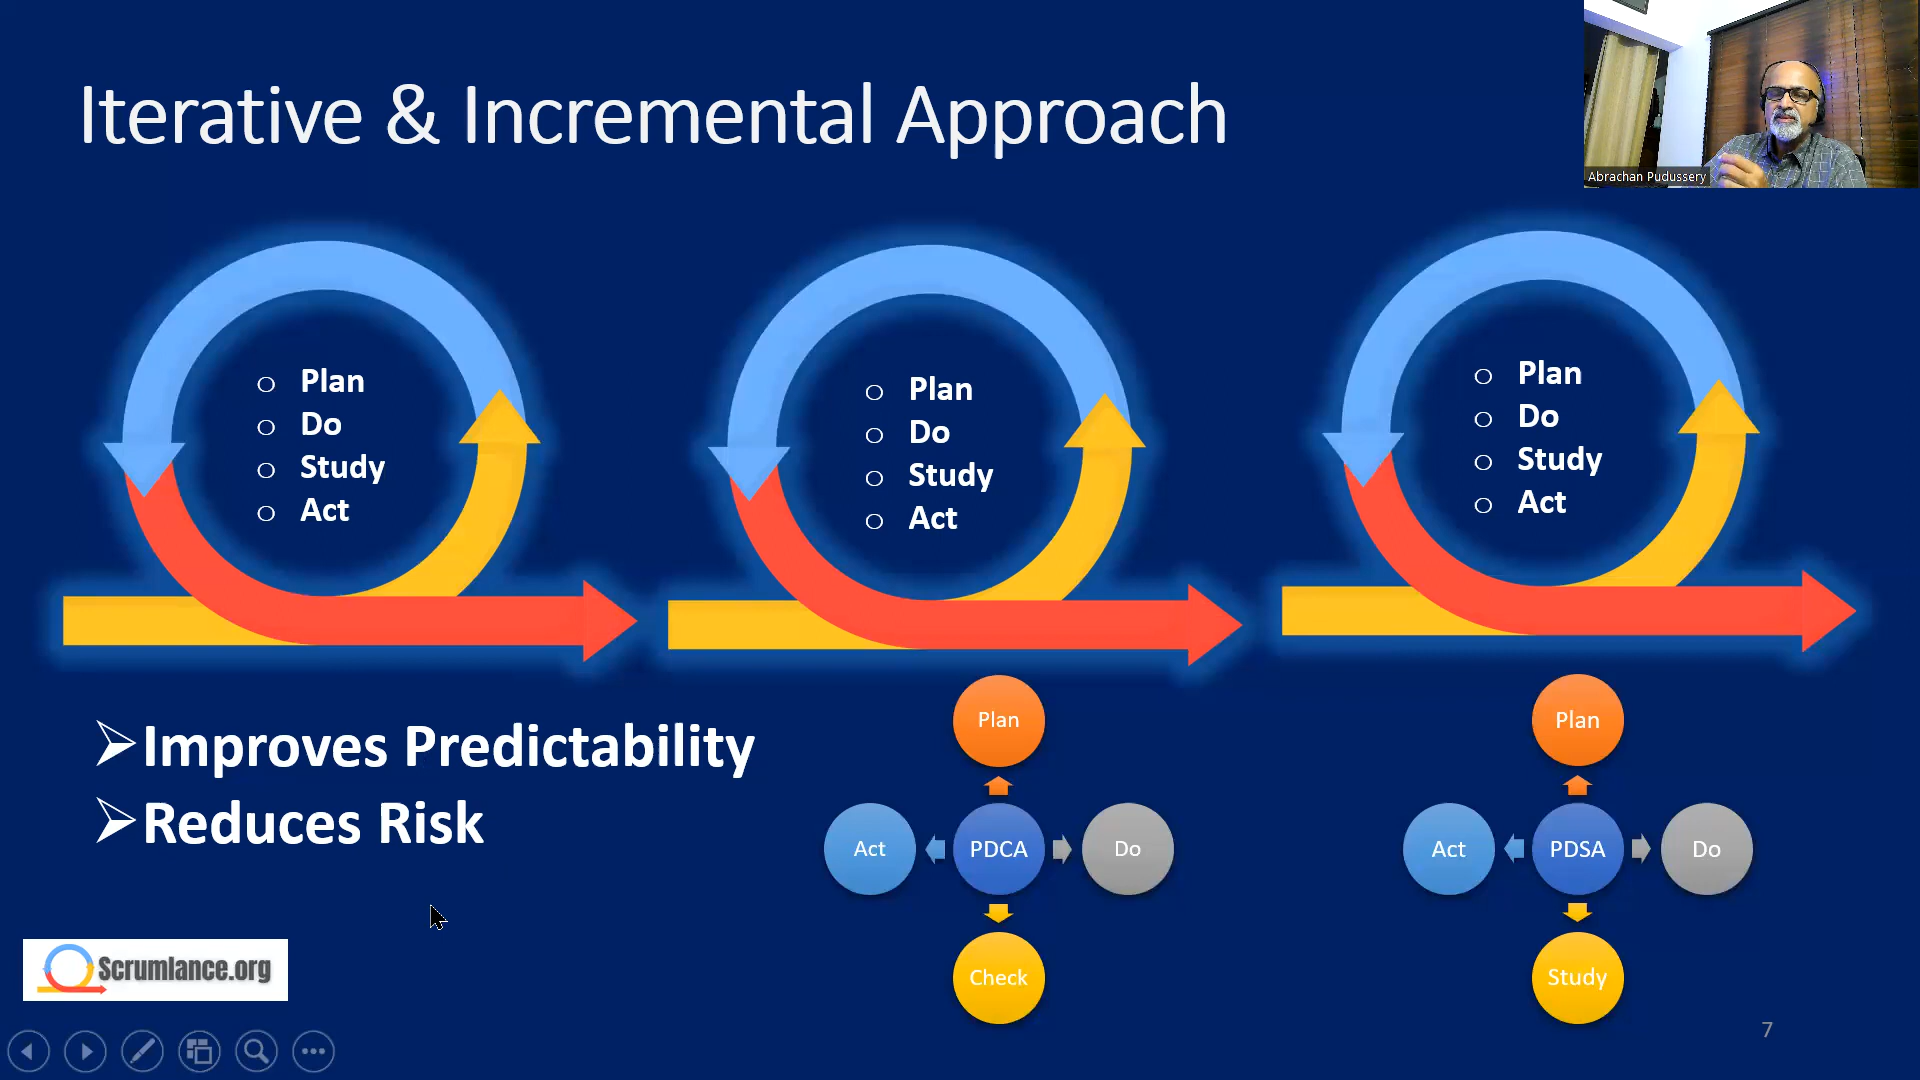 Iterative & Incremental Approach
Abrachan Pudussery
Plan
Do
Study
Act
Plan
Do
Study
Act
Plan
Do
Study
Act
Improves Predictability
Reduces Risk
Plan
Act
PDCA
Do
Check
Plan
Act
PDSA
Do
Study
Scrumlance.org
7